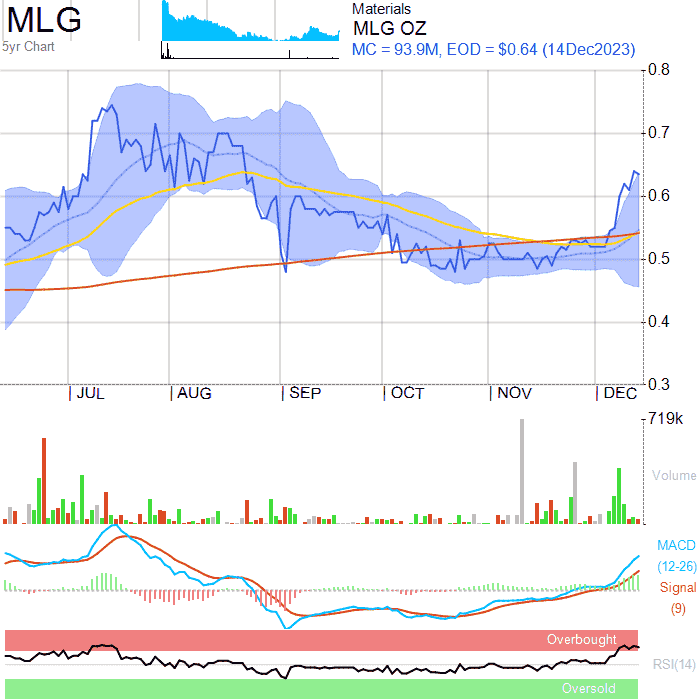 MLG
5yr Chart
Materials
MLG OZ
MC = 93.9M, EOD = $0.64 (14Dec2023)
0.8
0.7
0.6
0.5
0.4
0.3
JUL
AUG
SEP
OCT
NOV
DEC
719k
Volume
MACD
(12-26)
Signal
(9)
Overbought
RSI(14)
Oversold